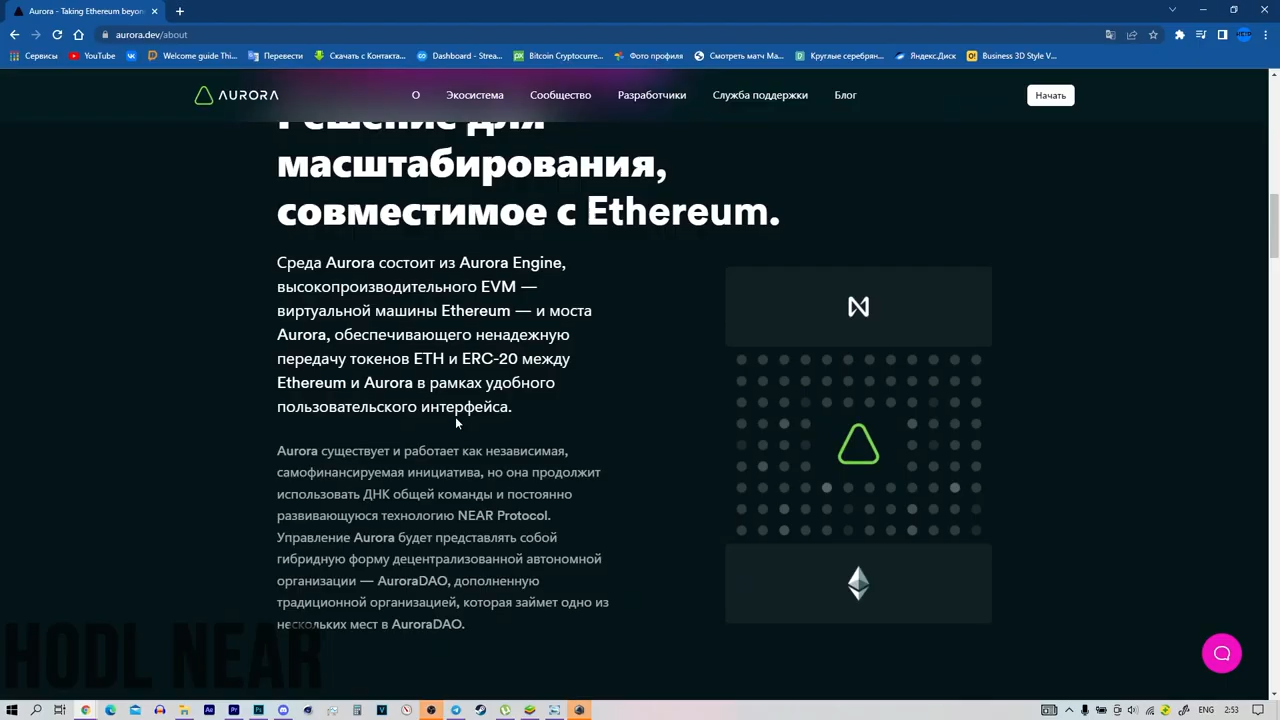 Aurora - Taking Ethereum beyon
aurora.dev/about
Сервисы YouTube Welcome guide Thi... Перевести Скачать с Контакта... Dashboard - Strea... Bitcoin Cryptocurre... Фото профиля Смотреть матч Ma... Круглые серебрян... Яндекс.Диск Business 3D Style V...
AURORA О Экосистема Сообщество Разработчики Служба поддержки Блог Начать
Решение для
масштабирования,
совместимое с Ethereum.
Среда Aurora состоит из Aurora Engine,
высокопроизводительного EVM —
виртуальной машины Ethereum — и моста
Aurora, обеспечивающего ненадежную
передачу токенов ETH и ERC-20 между
Ethereum и Aurora в рамках удобного
пользовательского интерфейса.
Aurora существует и работает как независимая,
самофинансируемая инициатива, но она продолжит
использовать ДНК общей команды и постоянно
развивающуюся технологию NEAR Protocol.
Управление Aurora будет представлять собой
гибридную форму децентрализованной автономной
организации — AuroraDAO, дополненную
традиционной организацией, которая займет одно из
нескольких мест в AuroraDAO.
HODL NEAR
ENG 2:53